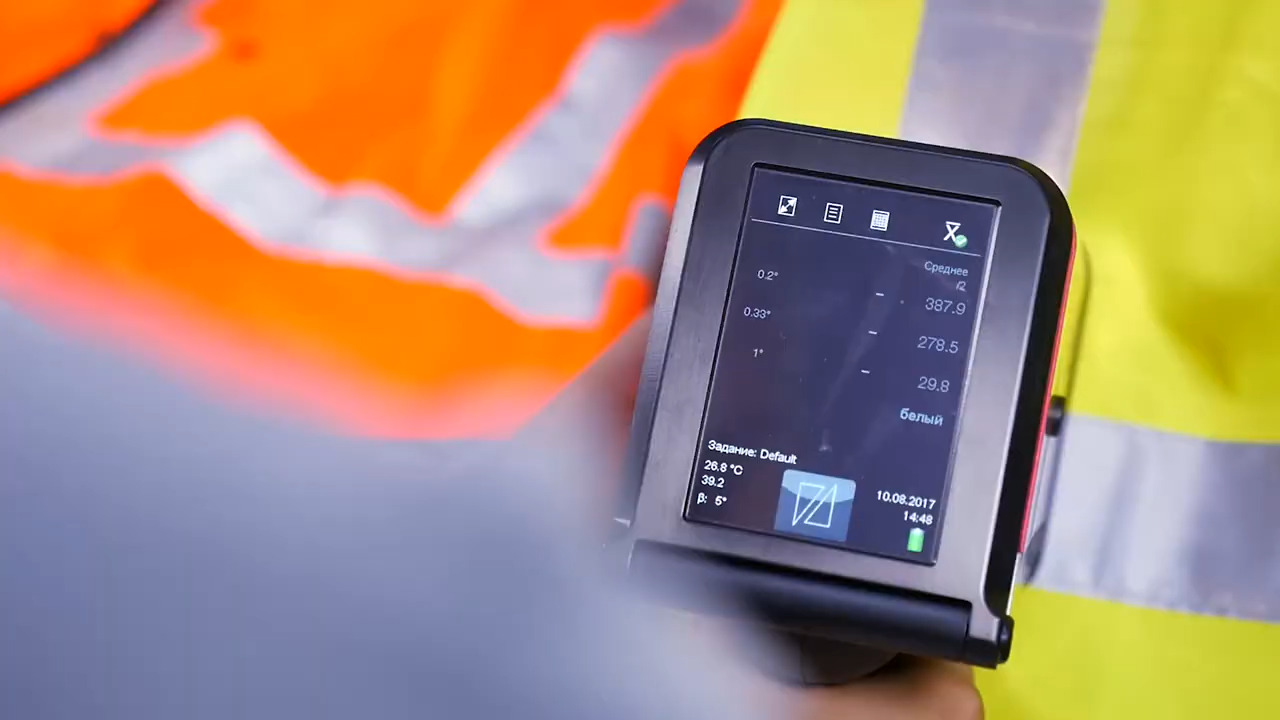 Среднее
/2
0.2° - 387.9
0.33° - 278.5
1° - 29.8
белый
Задание: Default
26.8 °C
39.2
β: 5°
10.08.2017
14:48